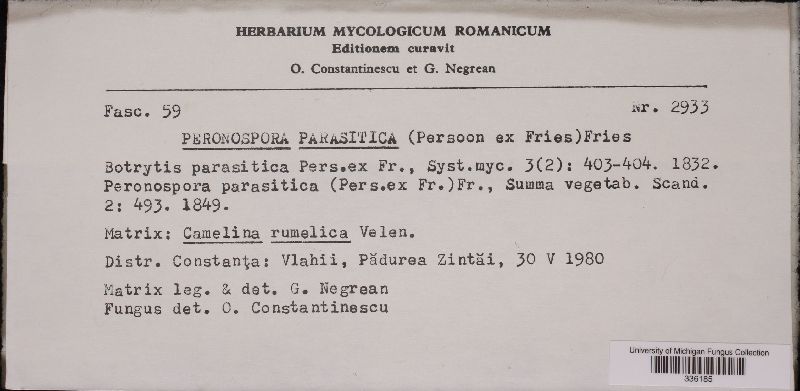 HERBARIUM MYCOLOGICUM ROMANICUM
Editionem curavit
O. Constantinescu et G. Negrean
Fasc. 59 Nr. 2933
PERONOSPORA PARASITICA (Persoon ex Fries)Fries
Botrytis parasitica Pers.ex Fr., Syst.myc. 3(2): 403-404. 1832.
Peronospora parasitica (Pers.ex Fr.)Fr., Summa vegetab. Scand.
2: 493. 1849.
Matrix: Camelina rumelica Velen.
Distr. Constanţa: Vlahii, Pădurea Zintăi, 30 V 1980
Matrix leg. & det. G. Negrean
Fungus det. O. Constantinescu
University of Michigan Fungus Collection
336185